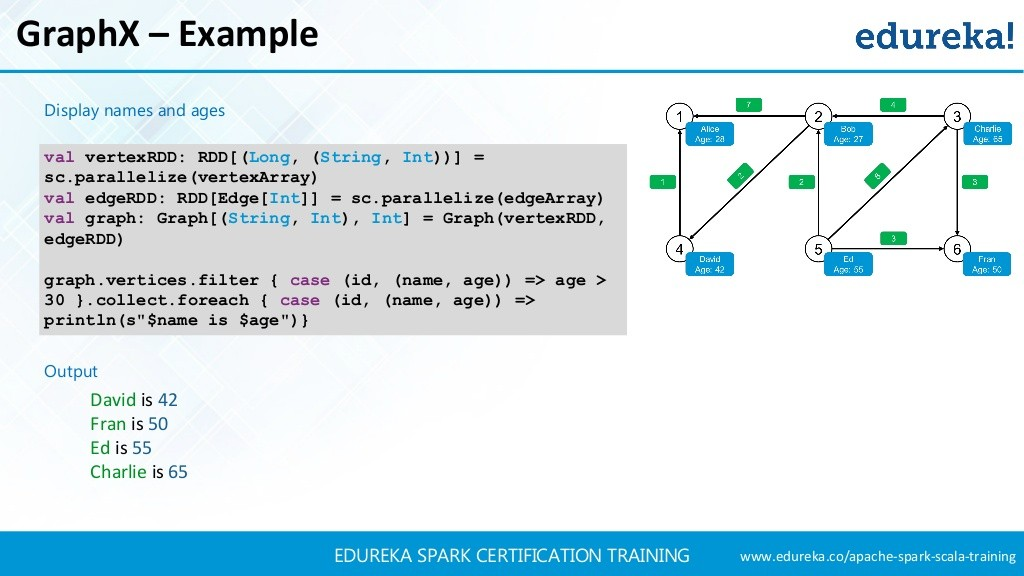 GraphX – Example
edureka!
Display names and ages
val vertexRDD: RDD[(Long, (String, Int))] =
sc.parallelize(vertexArray)
val edgeRDD: RDD[Edge[Int]] = sc.parallelize(edgeArray)
val graph: Graph[(String, Int), Int] = Graph(vertexRDD,
edgeRDD)
graph.vertices.filter { case (id, (name, age)) => age >
30 }.collect.foreach { case (id, (name, age)) =>
println(s"$name is $age")}
7
4
1
2
3
Alice
Age: 28
Bob
Age: 27
Charlie
Age: 65
1
2
2
8
3
3
4
5
6
David
Age: 42
Ed
Age: 55
Fran
Age: 50
Output
David is 42
Fran is 50
Ed is 55
Charlie is 65
EDUREKA SPARK CERTIFICATION TRAINING
www.edureka.co/apache-spark-scala-training